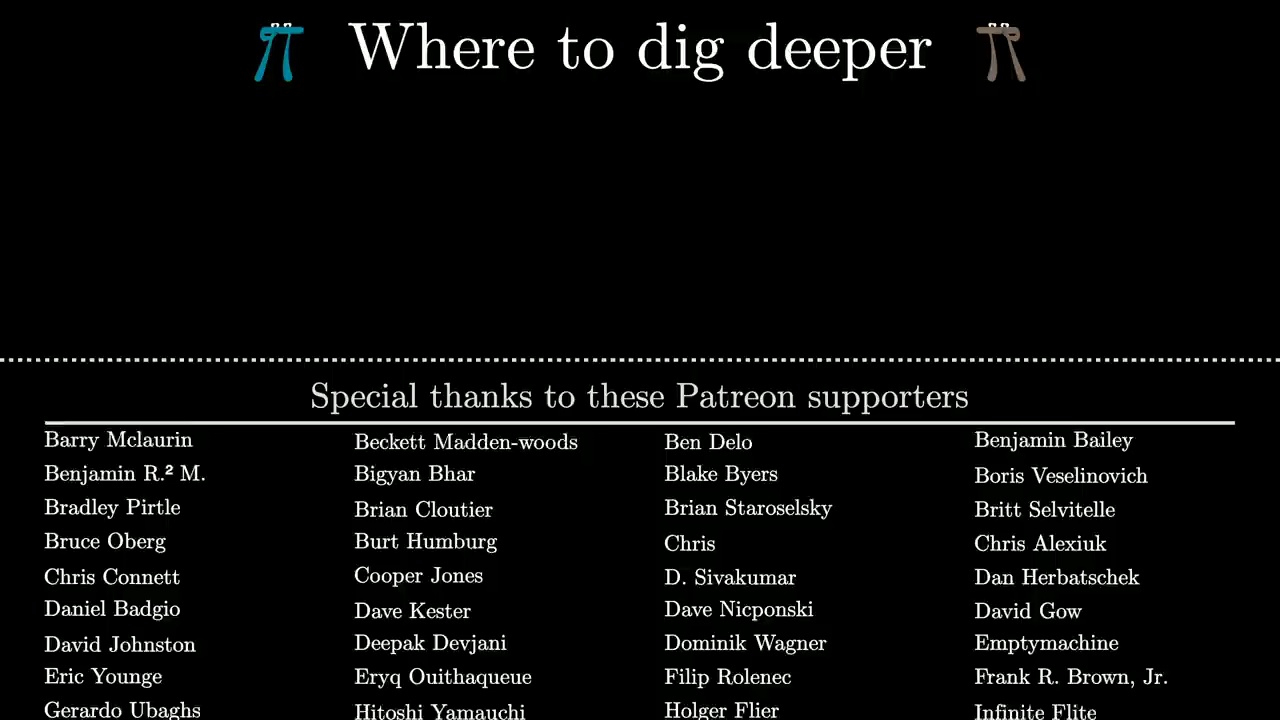 Where to dig deeper
Special thanks to these Patreon supporters
Barry Mclaurin Beckett Madden-woods Ben Delo Benjamin Bailey
Benjamin R.² M. Bigyan Bhar Blake Byers Boris Veselinovich
Bradley Pirtle Brian Cloutier Brian Staroselsky Britt Selvitelle
Bruce Oberg Burt Humburg Chris Chris Alexiuk
Chris Connett Cooper Jones D. Sivakumar Dan Herbatschek
Daniel Badgio Dave Kester Dave Nicponski David Gow
David Johnston Deepak Devjani Dominik Wagner Emptymachine
Eric Younge Eryq Ouithaqueue Filip Rolenec Frank R. Brown, Jr.
Gerardo Ubaghs Hitoshi Yamauchi Holger Flier Infinite Flite